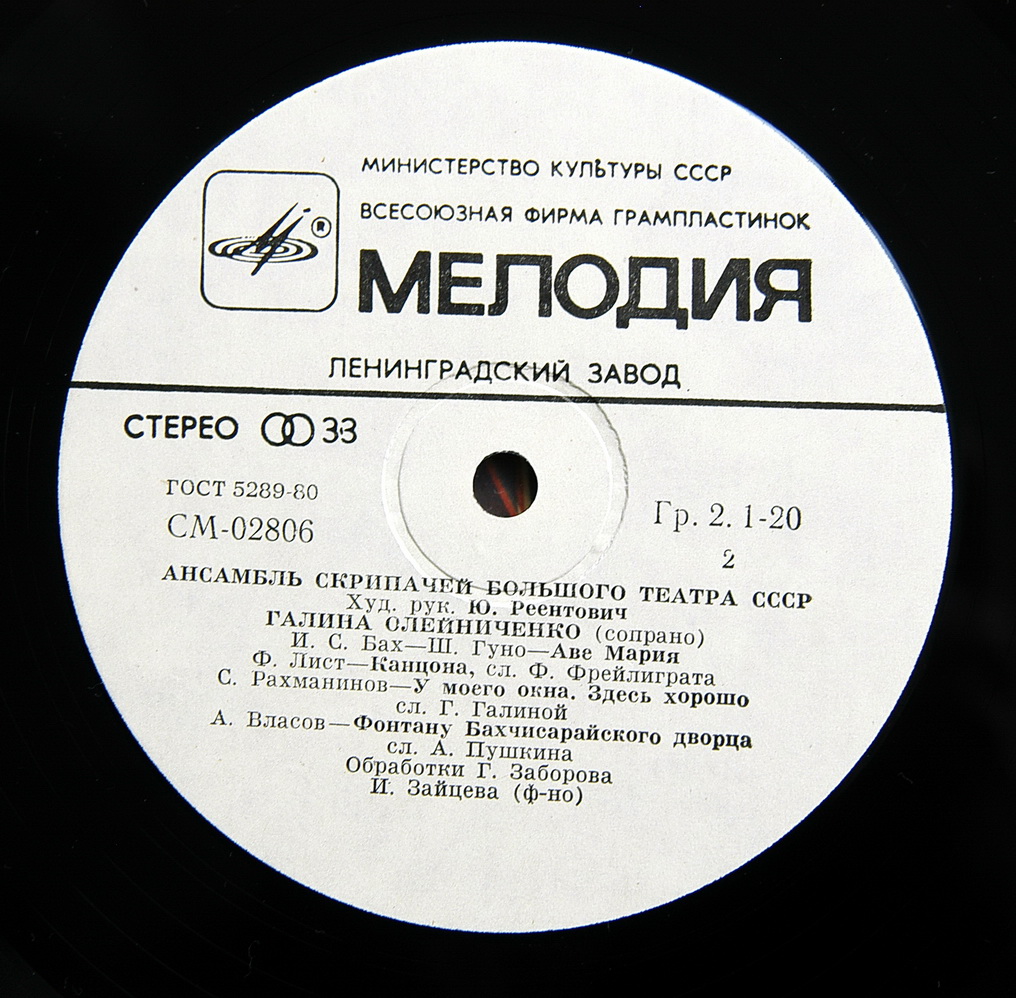 МИНИСТЕРСТВО КУЛЬТУРЫ СССР
ВСЕСОЮЗНАЯ ФИРМА ГРАМПЛАСТИНОК
®
МЕЛОДИЯ
ЛЕНИНГРАДСКИЙ ЗАВОД
СТЕРЕО 33
ГОСТ 5289-80
СМ-02806
Гр. 2. 1-20
2
АНСАМБЛЬ СКРИПАЧЕЙ БОЛЬШОГО ТЕАТРА СССР
Худ. рук. Ю. Реентович
ГАЛИНА ОЛЕЙНИЧЕНКО (сопрано)
И. С. Бах—Ш. Гуно—Аве Мария
Ф. Лист—Канцона, сл. Ф. Фрейлиграта
С. Рахманинов—У моего окна. Здесь хорошо
сл. Г. Галиной
А. Власов—Фонтану Бахчисарайского дворца
сл. А. Пушкина
Обработки Г. Заборова
И. Зайцева (ф-но)